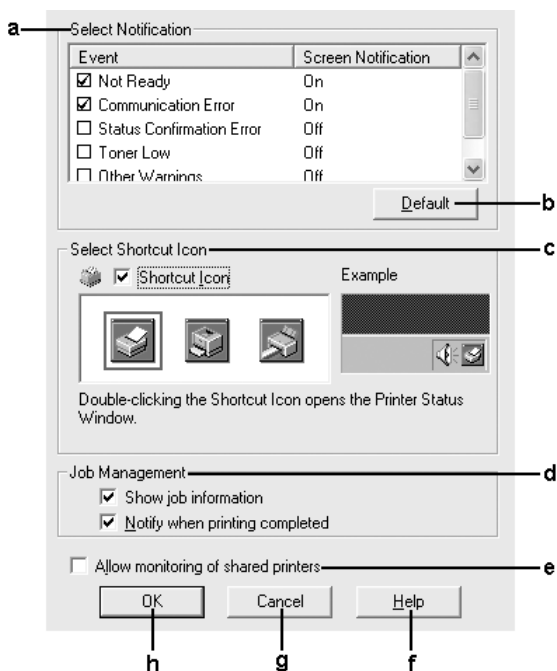 a
Select Notification
Event Screen Notification
Not Ready On
Communication Error On
Status Confirmation Error Off
Toner Low Off
Other Warnings Off
Default
b
Select Shortcut Icon
c
Shortcut Icon
Example
Double-clicking the Shortcut Icon opens the Printer Status
Window.
Job Management
d
Show job information
Notify when printing completed
Allow monitoring of shared printers
e
OK Cancel Help
h g f